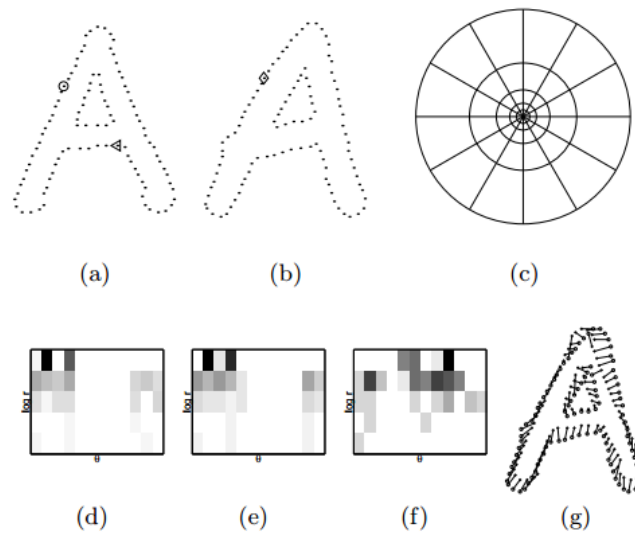 (a) (b) (c)
log r log r log r
θ θ θ
(d) (e) (f) (g)